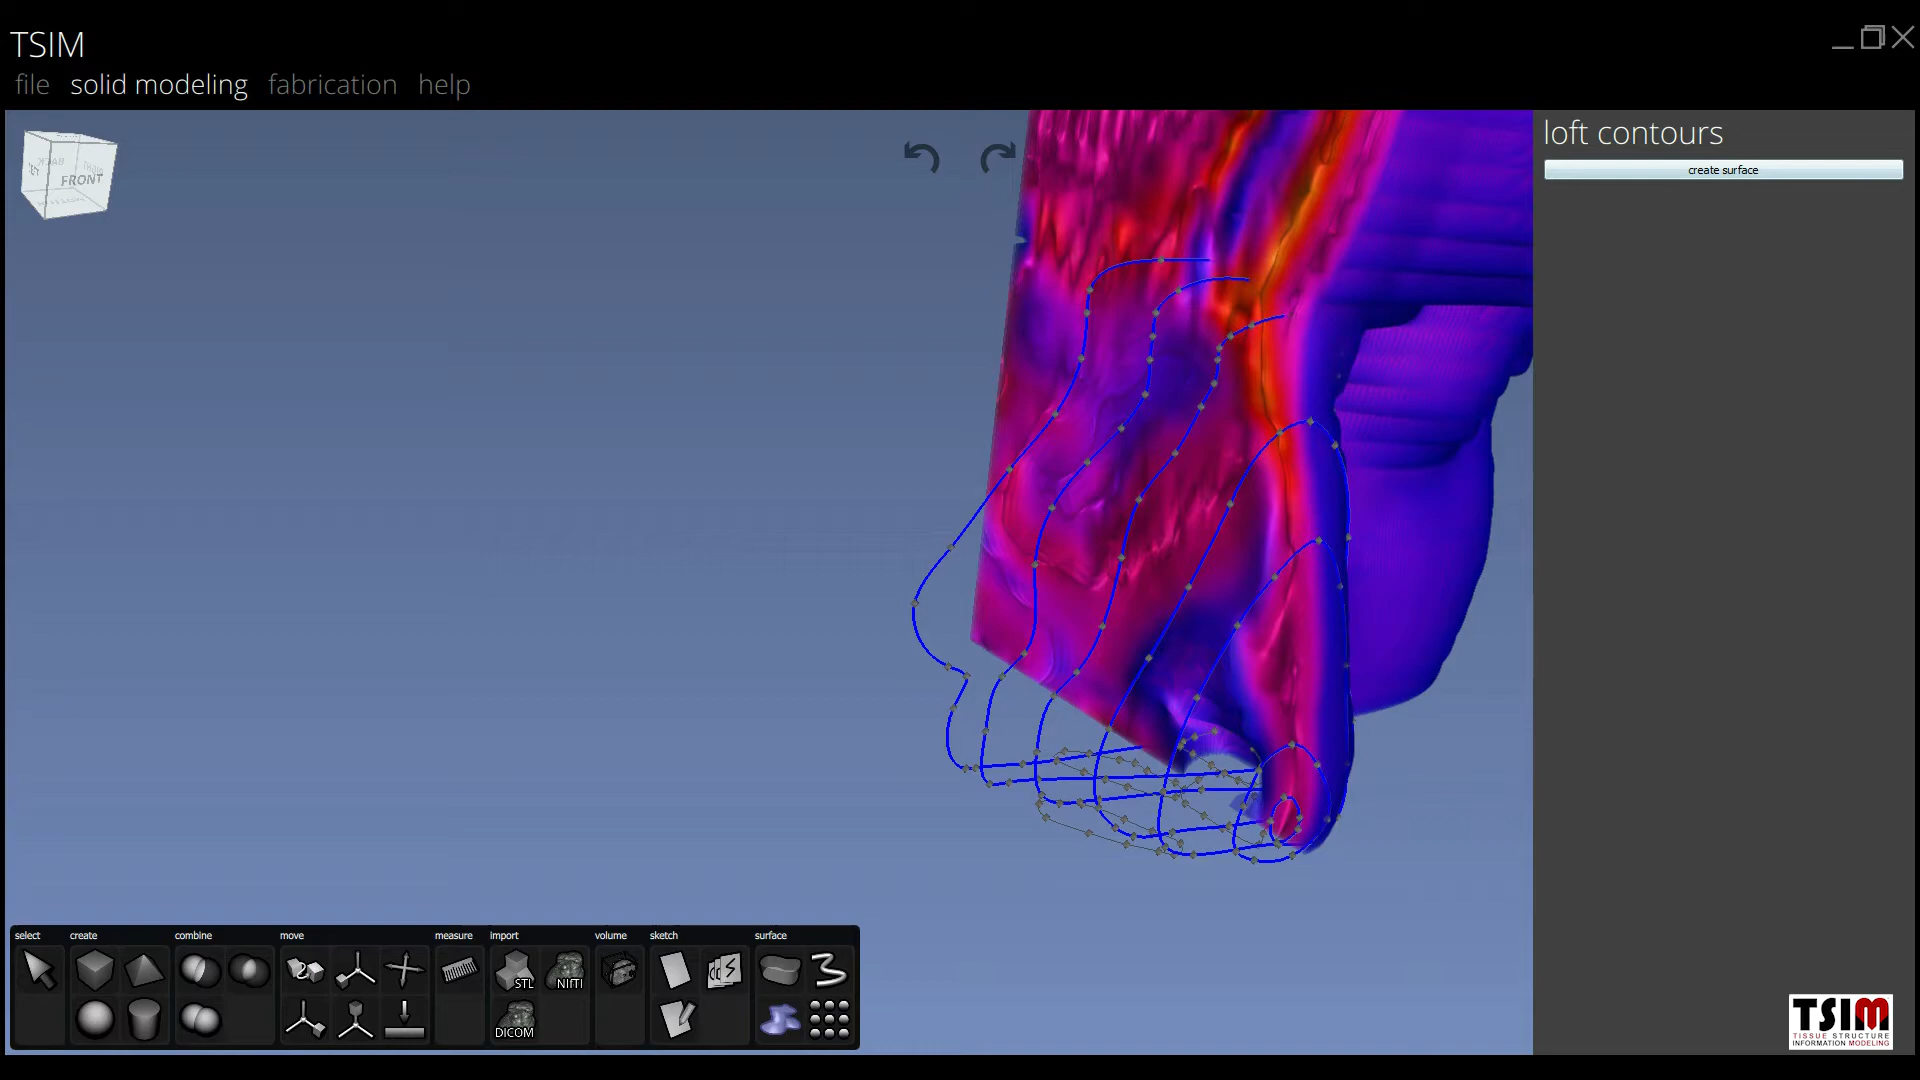 TSIM
file solid modeling fabrication help
loft contours
create surface
BACK
FRONT
select create combine move measure import volume sketch surface
STL NIfTI
DICOM
TSIM
TISSUE STRUCTURE
INFORMATION MODELING